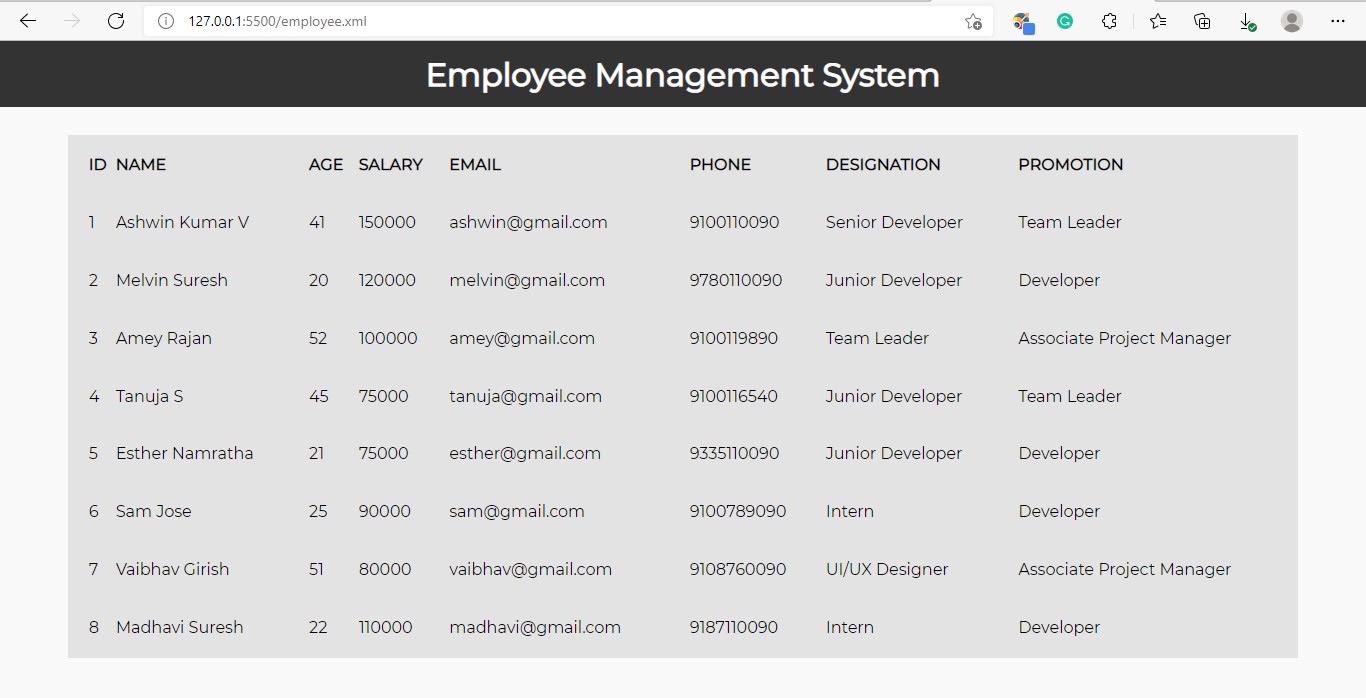 127.0.0.1:5500/employee.xml
Employee Management System
ID NAME AGE SALARY EMAIL PHONE DESIGNATION PROMOTION
1 Ashwin Kumar V 41 150000 ashwin@gmail.com 9100110090 Senior Developer Team Leader
2 Melvin Suresh 20 120000 melvin@gmail.com 9780110090 Junior Developer Developer
3 Amey Rajan 52 100000 amey@gmail.com 9100119890 Team Leader Associate Project Manager
4 Tanuja S 45 75000 tanuja@gmail.com 9100116540 Junior Developer Team Leader
5 Esther Namratha 21 75000 esther@gmail.com 9335110090 Junior Developer Developer
6 Sam Jose 25 90000 sam@gmail.com 9100789090 Intern Developer
7 Vaibhav Girish 51 80000 vaibhav@gmail.com 9108760090 UI/UX Designer Associate Project Manager
8 Madhavi Suresh 22 110000 madhavi@gmail.com 9187110090 Intern Developer